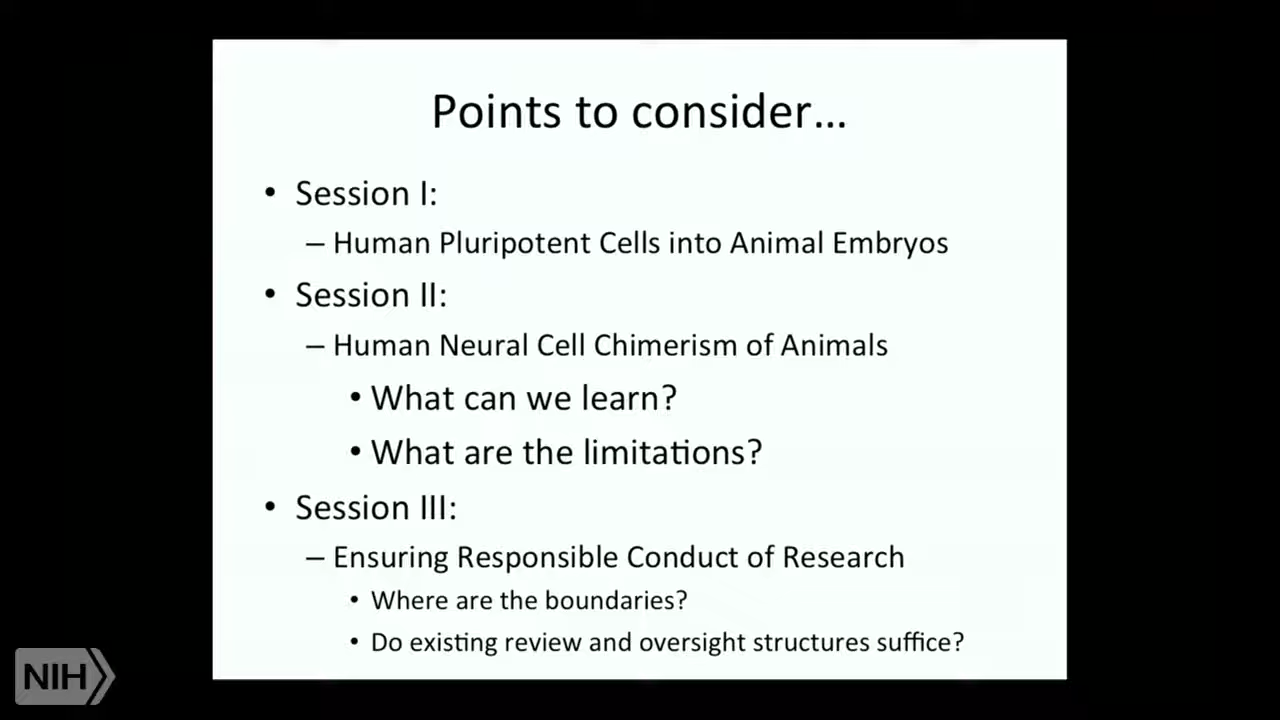 Points to consider...
• Session I:
– Human Pluripotent Cells into Animal Embryos
• Session II:
– Human Neural Cell Chimerism of Animals
• What can we learn?
• What are the limitations?
• Session III:
– Ensuring Responsible Conduct of Research
• Where are the boundaries?
• Do existing review and oversight structures suffice?
NIH